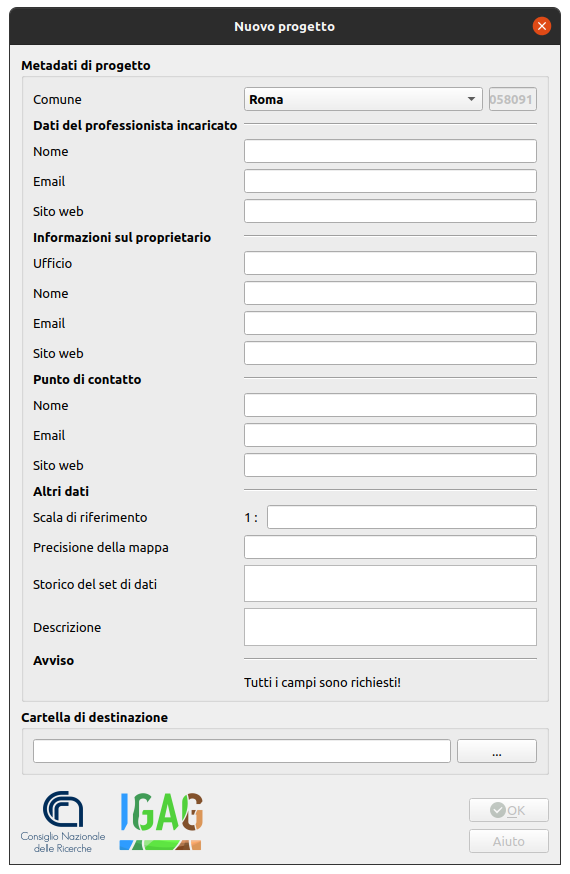 Nuovo progetto
Metadati di progetto
Comune Roma 058091
Dati del professionista incaricato
Nome
Email
Sito web
Informazioni sul proprietario
Ufficio
Nome
Email
Sito web
Punto di contatto
Nome
Email
Sito web
Altri dati
Scala di riferimento 1 :
Precisione della mappa
Storico del set di dati
Descrizione
Avviso
Tutti i campi sono richiesti!
Cartella di destinazione
...
Consiglio Nazionale
delle Ricerche
IGAG
OK
Aiuto